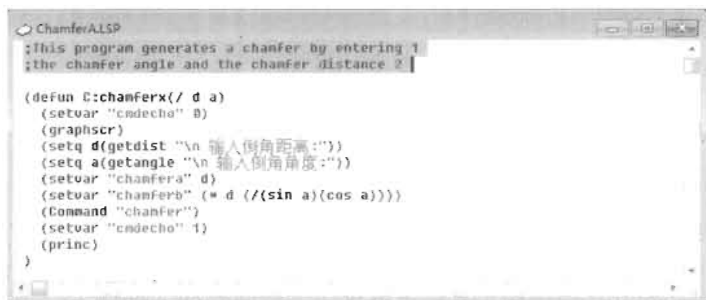 ChamferA.LSP
;This program generates a chamfer by entering 1
;the chamfer angle and the chamfer distance 2

(defun C:chamferx(/ d a)
  (setvar "cmdecho" 0)
  (graphscr)
  (setq d(getdist "\n 输入倒角距离:"))
  (setq a(getangle "\n 输入倒角角度:"))
  (setvar "chamfera" d)
  (setvar "chamferb" (* d (/(sin a)(cos a))))
  (Command "chamfer")
  (setvar "cmdecho" 1)
  (princ)
)